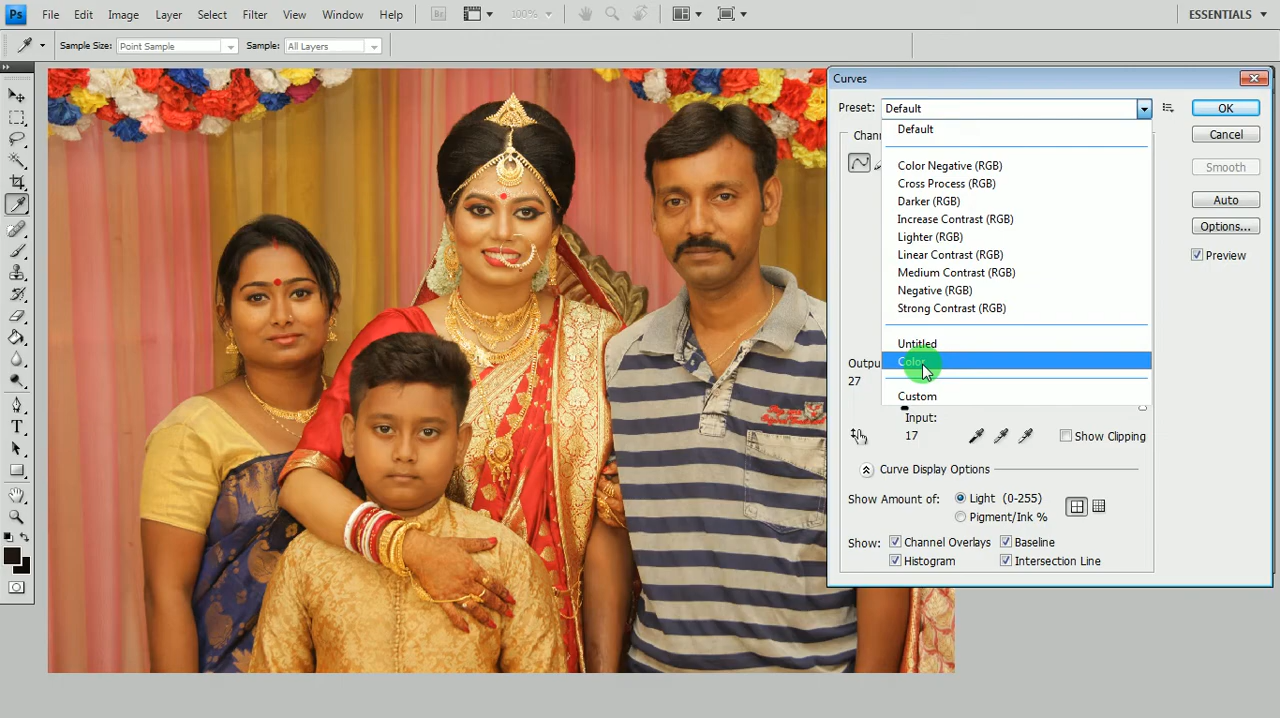 Ps File Edit Image Layer Select Filter View Window Help Br 100% ESSENTIALS
Sample Size: Point Sample Sample: All Layers
Curves
Preset: Default OK
Default
Cancel
Color Negative (RGB)
Smooth
Cross Process (RGB)
Darker (RGB) Auto
Increase Contrast (RGB)
Options...
Lighter (RGB)
Linear Contrast (RGB) Preview
Medium Contrast (RGB)
Negative (RGB)
Strong Contrast (RGB)
Untitled
Color
27
Custom
Input:
17 Show Clipping
Curve Display Options
Show Amount of: Light (0-255)
Pigment/Ink %
Show: Channel Overlays Baseline
Histogram Intersection Line